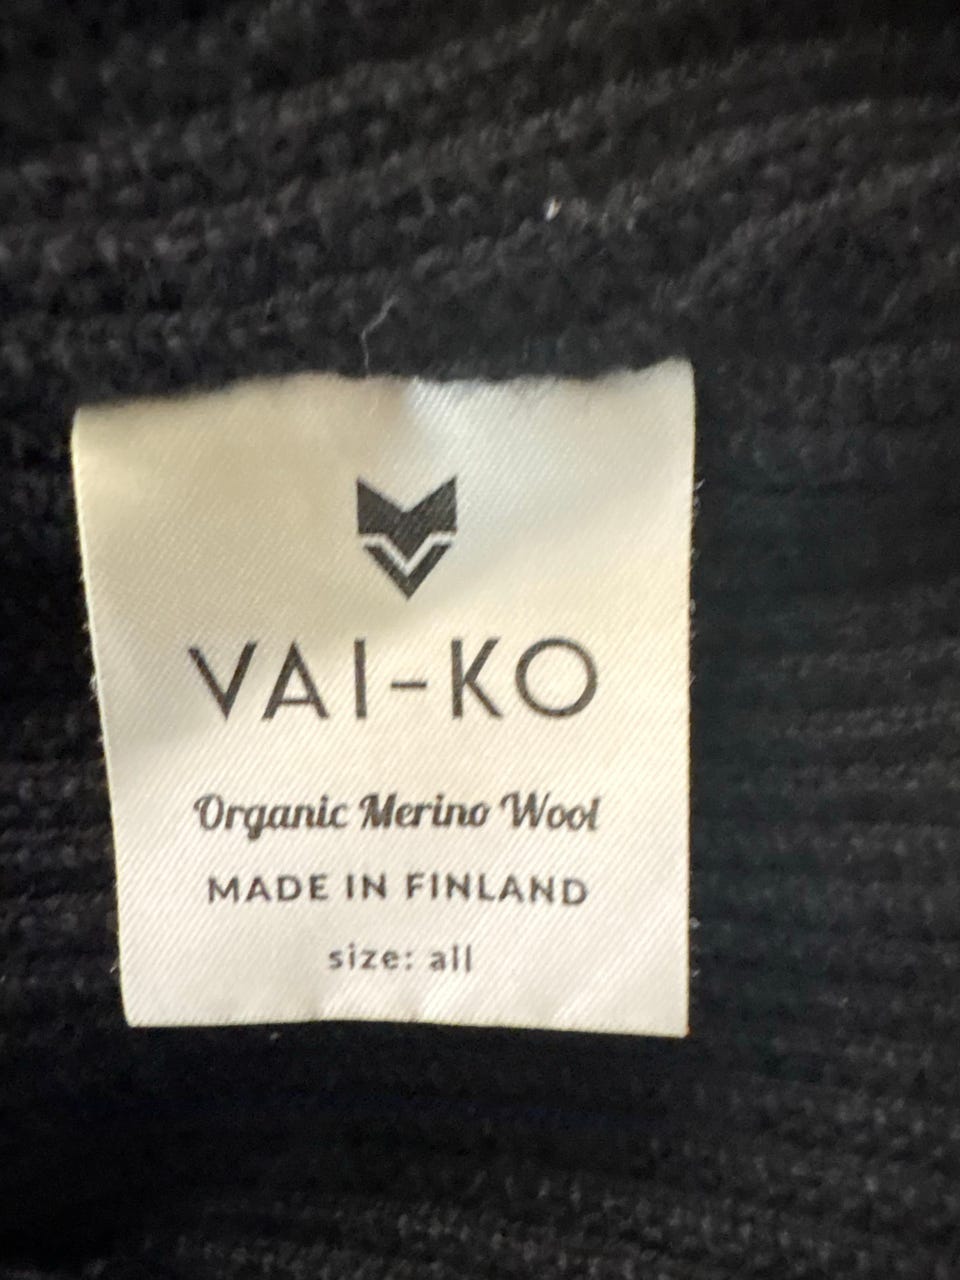 VAI-KO
Organic Merino Wool
MADE IN FINLAND
size: all